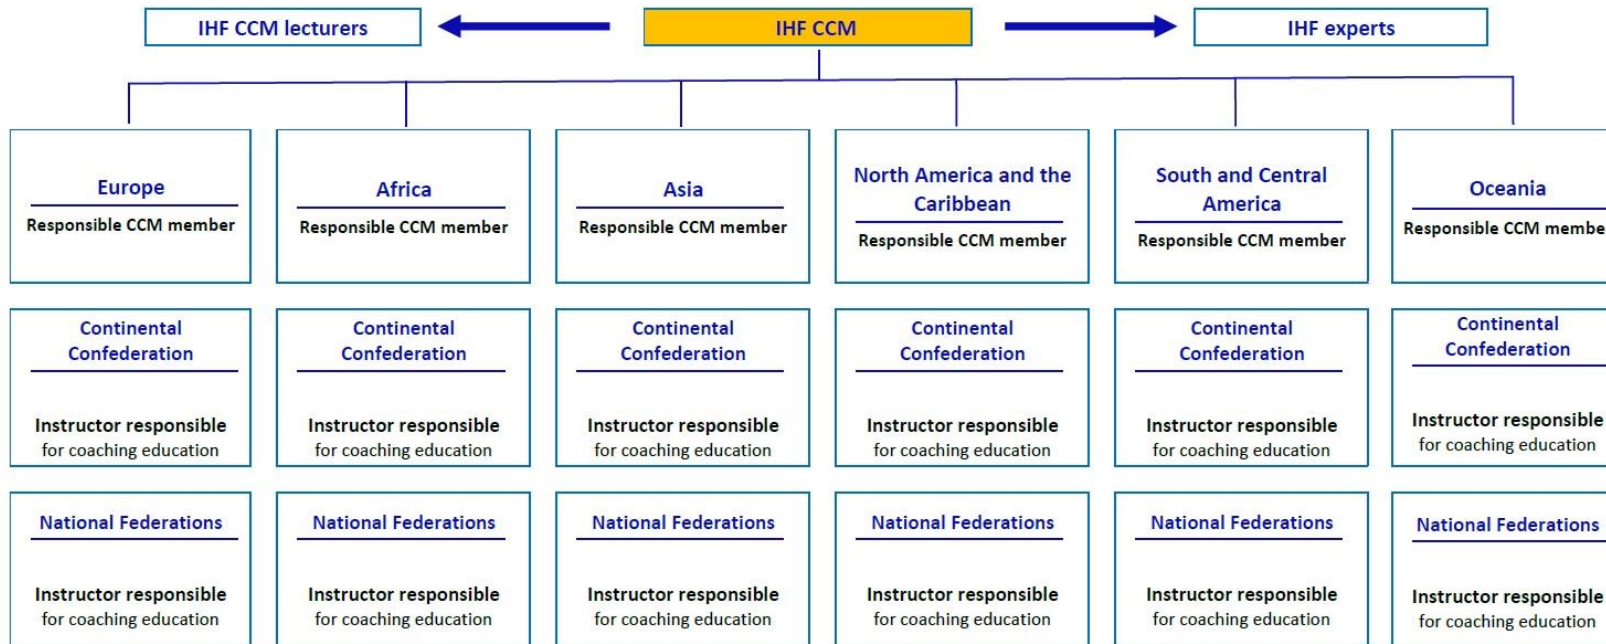 IHF CCM lecturers
IHF CCM
IHF experts
Europe
Responsible CCM member
Africa
Responsible CCM member
Asia
Responsible CCM member
North America and the
Caribbean
Responsible CCM member
South and Central
America
Responsible CCM member
Oceania
Responsible CCM membe
Continental
Confederation
Instructor responsible
for coaching education
Continental
Confederation
Instructor responsible
for coaching education
Continental
Confederation
Instructor responsible
for coaching education
Continental
Confederation
Instructor responsible
for coaching education
Continental
Confederation
Instructor responsible
for coaching education
Continental
Confederation
Instructor responsible
for coaching education
National Federations
Instructor responsible
for coaching education
National Federations
Instructor responsible
for coaching education
National Federations
Instructor responsible
for coaching education
National Federations
Instructor responsible
for coaching education
National Federations
Instructor responsible
for coaching education
National Federations
Instructor responsible
for coaching education